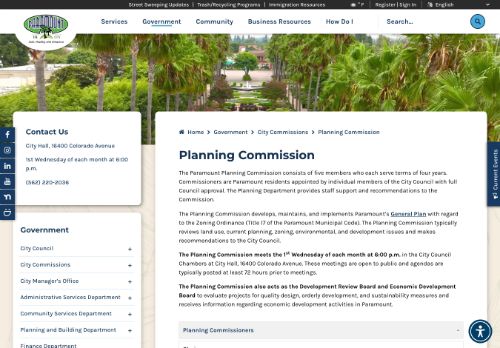 Street Sweeping Updates | Trash/Recycling Programs | Immigration Resources
°F
Register | Sign In
English
PARAMOUNT
Services
Government
Community
Business Resources
How Do I
Search...
Contact Us
City Hall, 16400 Colorado Avenue
1st Wednesday of each month at 6:00
p.m.
(562) 220-2036
Government
City Council +
City Commissions +
City Manager's Office +
Administrative Services Department +
Community Services Department +
Planning and Building Department +
Finance Department
Home > Government > City Commissions > Planning Commission
Planning Commission
The Paramount Planning Commission consists of five members who each serve terms of four years.
Commissioners are Paramount residents appointed by individual members of the City Council with full
Council approval. The Planning Department provides staff support and recommendations to the
Commission.
The Planning Commission develops, maintains, and implements Paramount's General Plan with regard
to the Zoning Ordinance (Title 17 of the Paramount Municipal Code). The Planning Commission typically
reviews land use, current planning, zoning, environmental, and development issues and makes
recommendations to the City Council.
The Planning Commission meets the 1st Wednesday of each month at 6:00 p.m. in the City Council
Chambers at City Hall, 16400 Colorado Avenue. These meetings are open to public and agendas are
typically posted at least 72 hours prior to meetings.
The Planning Commission also acts as the Development Review Board and Economic Development
Board to evaluate projects for quality design, orderly development, and sustainability measures and
receives information regarding economic development activities in Paramount.
Planning Commissioners -
Current Events